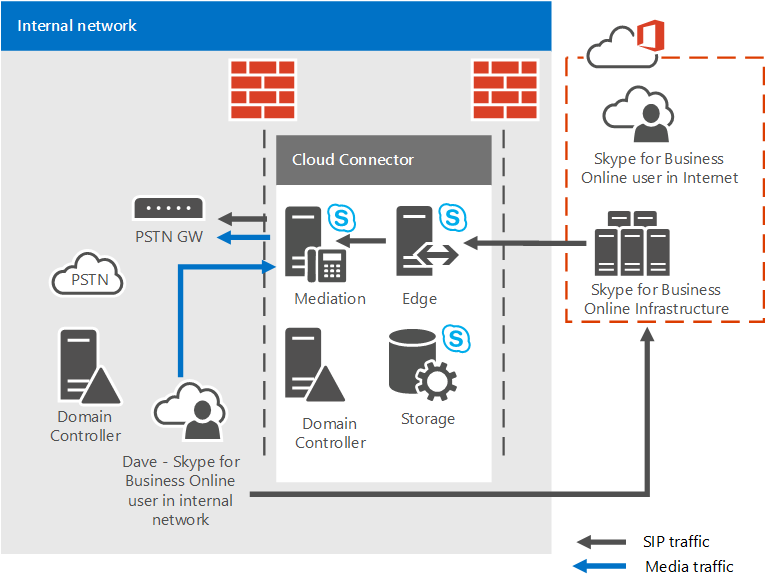 Internal network
Cloud Connector
Skype for Business
Online user in Internet
PSTN GW
Mediation
Edge
Skype for Business
Online Infrastructure
PSTN
Domain
Controller
Domain
Controller
Storage
Dave - Skype for
Business Online
user in internal
network
SIP traffic
Media traffic